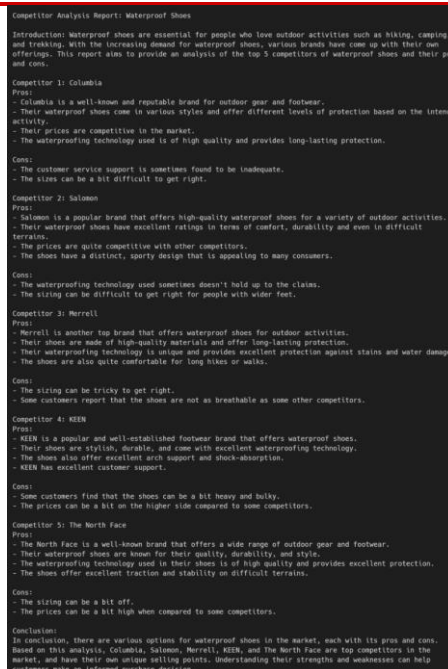 Competitor Analysis Report: Waterproof Shoes
Introduction: Waterproof shoes are essential for people who love outdoor activities such as hiking, camping
and trekking. With the increasing demand for waterproof shoes, various brands have come up with their own
offerings. This report aims to provide an analysis of the top 5 competitors of waterproof shoes and their
and cons.
Competitor 1: Columbia
Pros:
- Columbia is a well-known and reputable brand for outdoor gear and footwear.
- Their waterproof shoes come in various styles and offer different levels of protection based on the
activity.
- Their prices are competitive in the market.
- The waterproofing technology used is of high quality and provides long-lasting protection.
Cons:
- The customer service support is sometimes found to be inadequate.
- The sizes can be a bit difficult to get right.
Competitor 2: Salomon
Pros:
- Salomon is a popular brand that offers high-quality waterproof shoes for a variety of outdoor activities.
- Their waterproof shoes have excellent ratings in terms of comfort, durability and even in difficult
terrains.
- The prices are quite competitive with other competitors.
- The shoes have a distinct, sporty design that is appealing to many consumers.
Cons:
- The waterproofing technology used sometimes doesn't hold up to the claims.
- The sizing can be difficult to get right for people with wider feet.
Competitor 3: Merrell
Pros:
- Merrell is another top brand that offers waterproof shoes for outdoor activities.
- Their shoes are made of high-quality materials and offer long-lasting protection.
- Their waterproofing technology is unique and provides excellent protection against stains and water
- The shoes are also quite comfortable for long hikes or walks.
Cons:
- The sizing can be tricky to get right.
- Some customers report that the shoes are not as breathable as some other competitors.
Competitor 4: KEEN
Pros:
- KEEN is a popular and well-established footwear brand that offers waterproof shoes.
- Their shoes are stylish, durable, and come with excellent waterproofing technology.
- The shoes also offer excellent arch support and shock-absorption.
- KEEN has excellent customer support.
Cons:
- Some customers find that the shoes can be a bit heavy and bulky.
- The prices can be a bit on the higher side compared to some competitors.
Competitor 5: The North Face
Pros:
- The North Face is a well-known brand that offers a wide range of outdoor gear and footwear.
- Their waterproof shoes are known for their quality, durability, and style.
- The waterproofing technology used in their shoes is of high quality and provides excellent protection.
- The shoes offer excellent traction and stability on difficult terrains.
Cons:
- The sizing can be a bit off.
- The prices can be a bit high when compared to some competitors.
Conclusion:
In conclusion, there are various options for waterproof shoes in the market, each with its pros and cons.
Based on this analysis, Columbia, Salomon, Merrell, KEEN, and The North Face are top competitors in the
market, and have their own unique selling points. Understanding their strengths and weaknesses can help